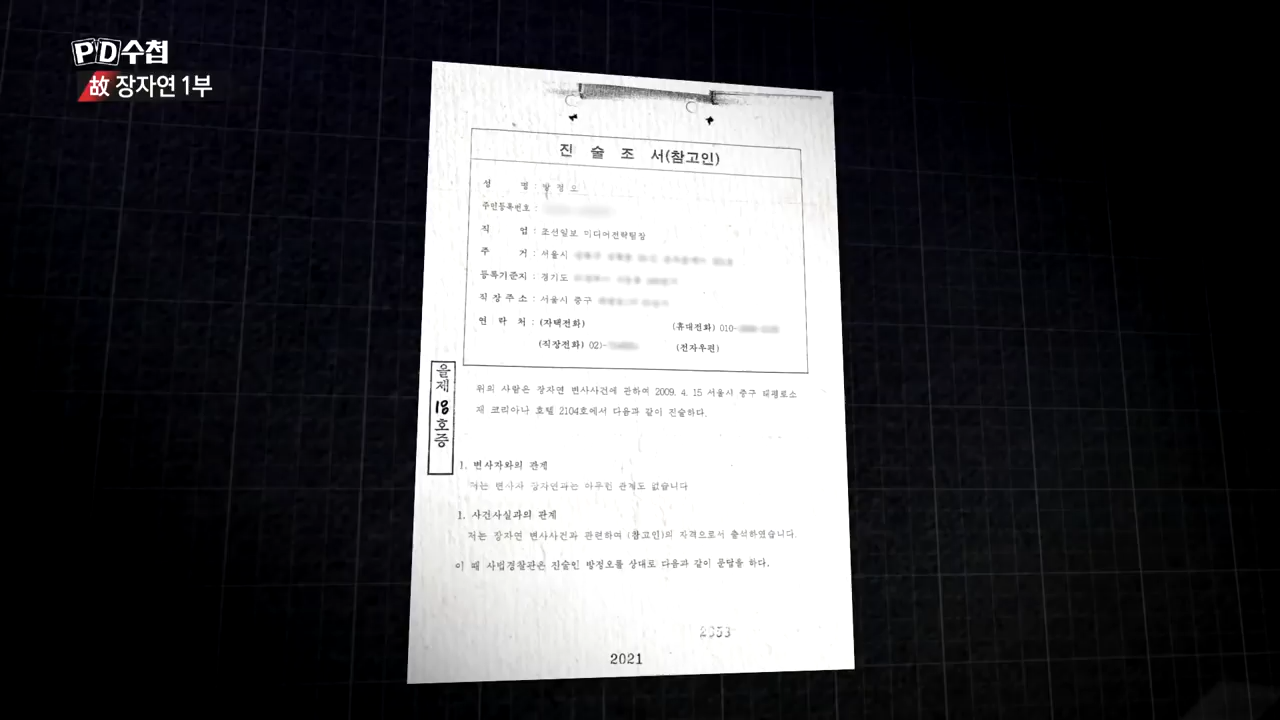 PD수첩
故 장자연 1부
진 술 조 서(참고인)
성 명 : 방 정 오
주민등록번호 :
직 업 : 조선일보 미디어전략팀장
주 거 : 서울시
등록기준지 : 경기도
직 장 주 소 : 서울시 중구
연 락 처 : (자택전화) (휴대전화) 010-
(직장전화) 02)- (전자우편)
위의 사람은 장자연 변사사건에 관하여 2009. 4. 15 서울시 중구 태평로소
재 코리아나 호텔 2104호에서 다음과 같이 진술하다.
을제 18 호증
1. 변사자와의 관계
저는 변사자 장자연과는 아무런 관계도 없습니다
1. 사건사실과의 관계
저는 장자연 변사사건과 관련하여 (참고인)의 자격으로서 출석하였습니다.
이 때 사법경찰관은 진술인 방정오를 상대로 다음과 같이 문답을 하다.
2021